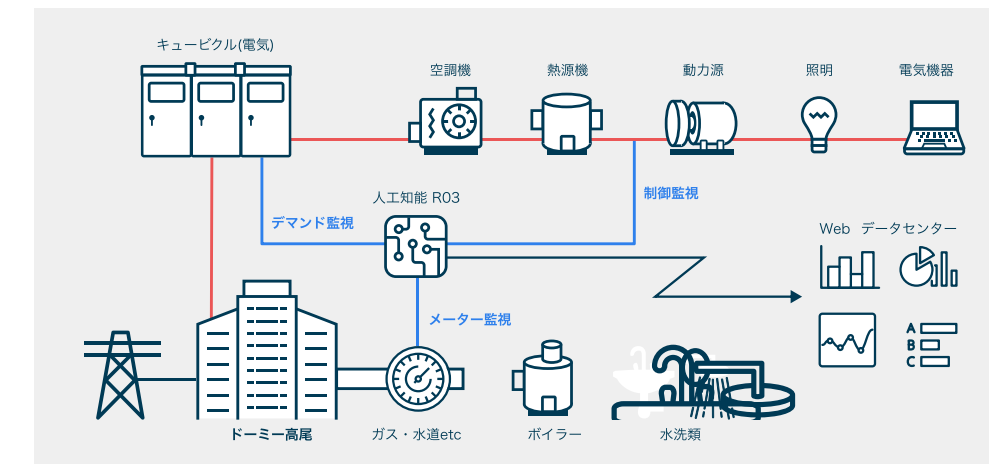 キュービクル(電気)
空調機
熱源機
動力源
照明
電気機器
人工知能 R03
制御監視
デマンド監視
Web データセンター
メーター監視
A
B
C
ドーミー高尾
ガス・水道etc
ボイラー
水洗類